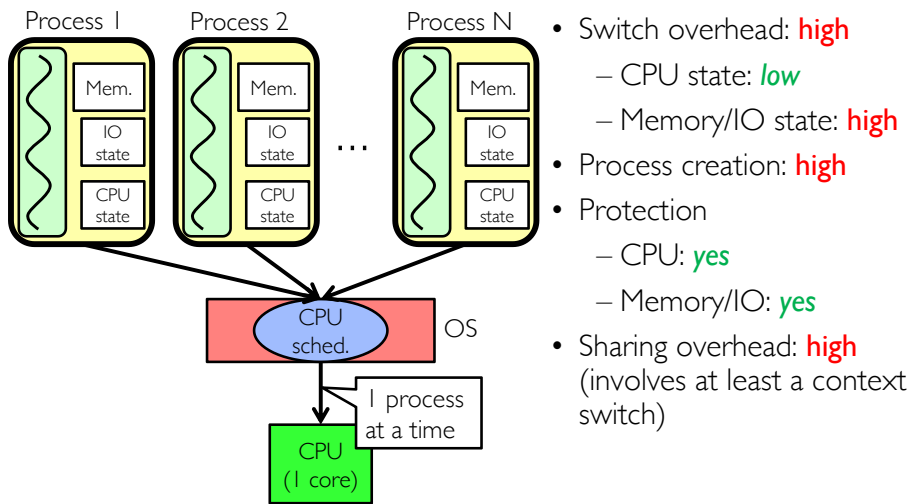 Process 1
Process 2
Process N
Mem.
IO
state
CPU
state
Mem.
IO
state
CPU
state
...
Mem.
IO
state
CPU
state
CPU
sched.
OS
1 process
at a time
CPU
(1 core)
• Switch overhead: high
– CPU state: low
– Memory/IO state: high
• Process creation: high
• Protection
– CPU: yes
– Memory/IO: yes
• Sharing overhead: high
(involves at least a context
switch)